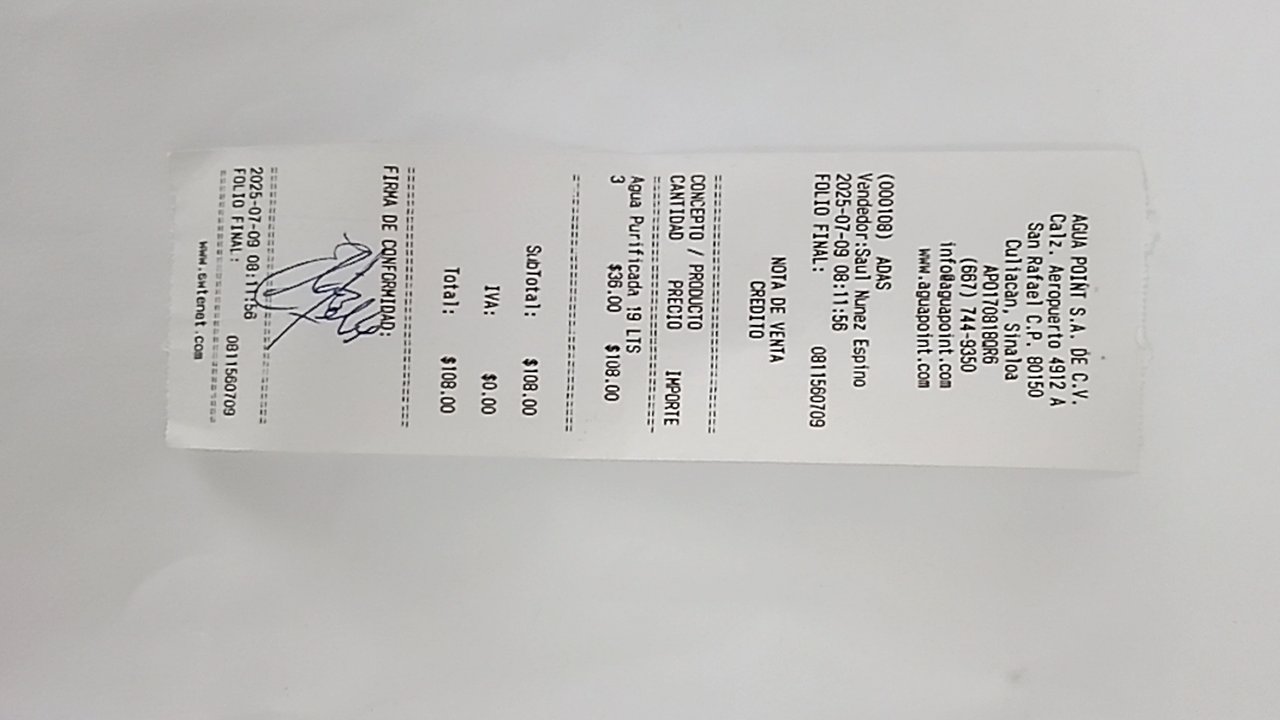 AGUA POINT S.A. DE C.V.
Calz. Aeropuerto 4912 A
San Rafael C.P. 80150
Culiacan, Sinaloa
APO170818QR6
(667) 744-9350
info@aguapoint.com
www.aguapoint.com
(000108) ADAS
Vendedor:Saul Nunez Espino
2025-07-09 08:11:56
FOLIO FINAL: 0811560709
NOTA DE VENTA
CREDITO
CONCEPTO / PRODUCTO
CANTIDAD PRECIO IMPORTE
Agua Purificada 19 LTS
3 $36.00 $108.00
SubTotal: $108.00
IVA: $0.00
Total: $108.00
FIRMA DE CONFORMIDAD:
2025-07-09 08:11:56
FOLIO FINAL: 0811560709
www.ewtenet.com